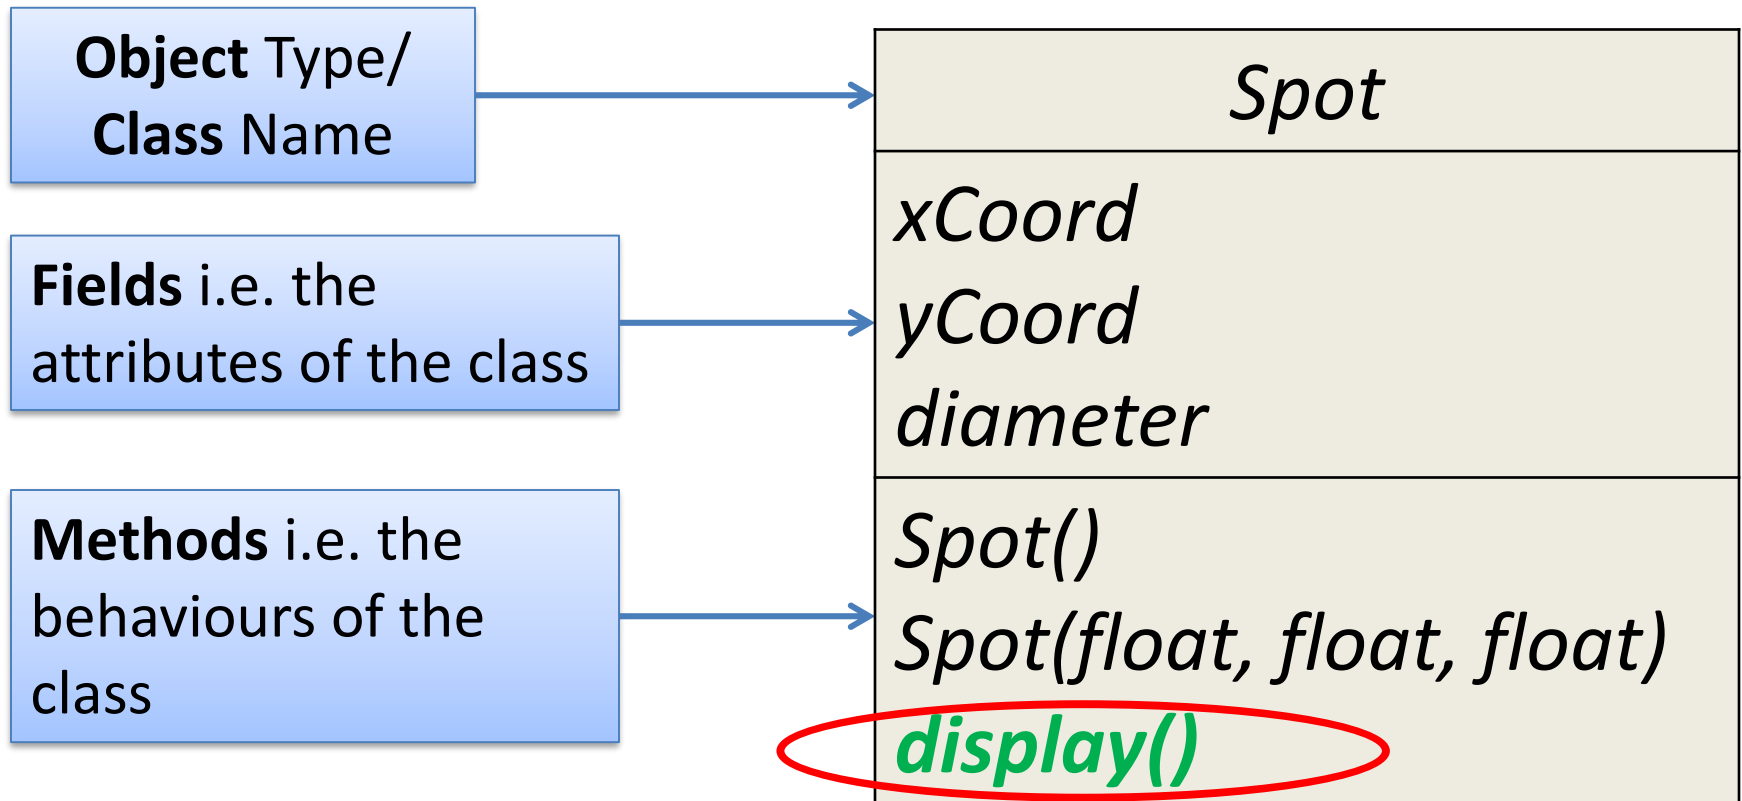 Object Type/
Class Name
Fields i.e. the
attributes of the class
Methods i.e. the
behaviours of the
class
Spot
xCoord
yCoord
diameter
Spot()
Spot(float, float, float)
display()